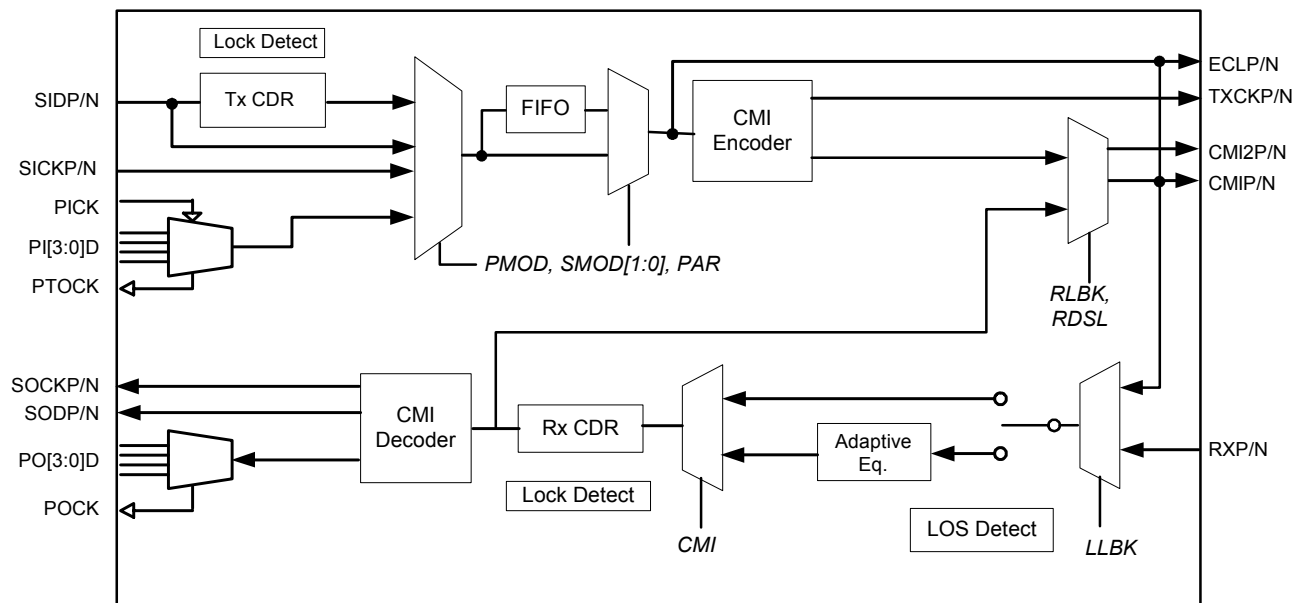 Lock Detect
SIDP/N
Tx CDR
FIFO
CMI
Encoder
ECLP/N
TXCKP/N
CMI2P/N
CMIP/N
SICKP/N
PICK
PI[3:0]D
PTOCK
PMOD, SMOD[1:0], PAR
RLBK,
RDSL
SOCKP/N
SODP/N
PO[3:0]D
POCK
CMI
Decoder
Rx CDR
Lock Detect
CMI
Adaptive
Eq.
LOS Detect
LLBK
RXP/N